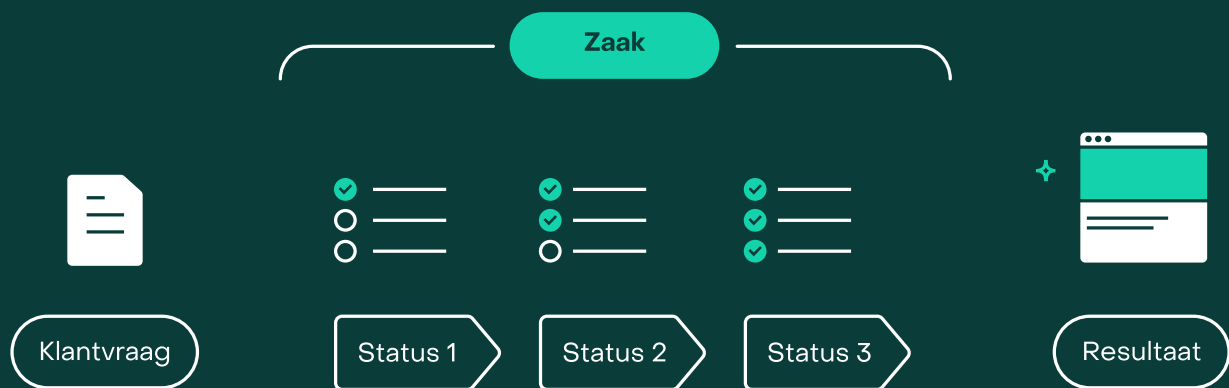 Zaak
Klantvraag
Status 1
Status 2
Status 3
Resultaat